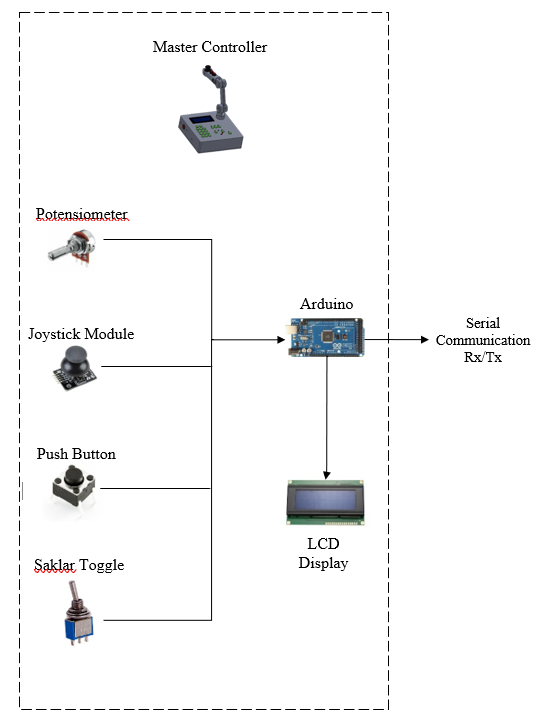 Master Controller
Potensiometer
Arduino
Serial
Communication
Rx/Tx
Joystick Module
Push Button
LCD
Display
Saklar Toggle